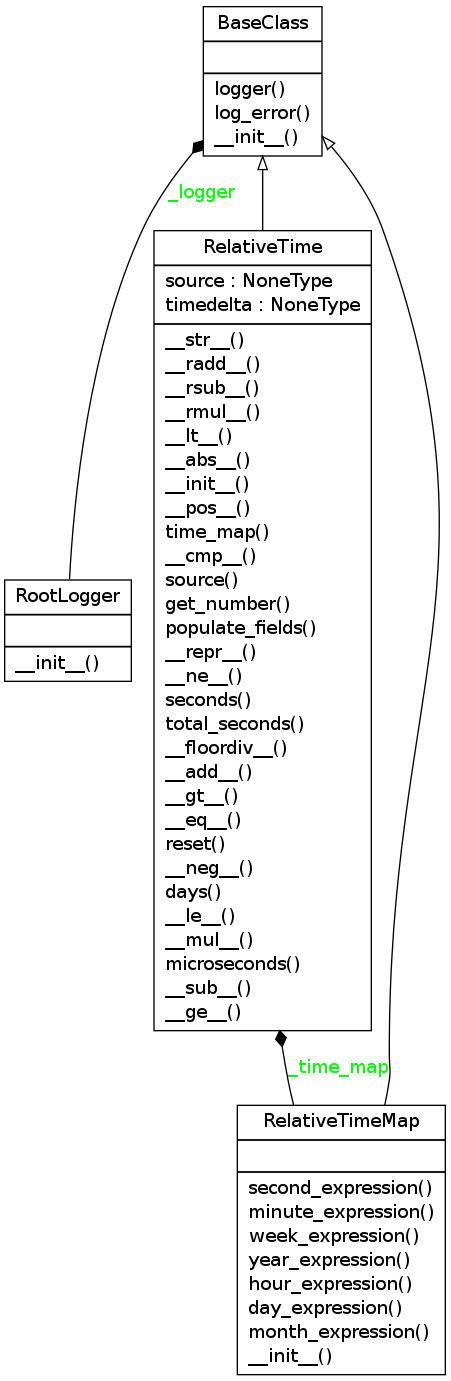 BaseClass
logger()
log_error()
__init__()
_logger
RelativeTime
source : NoneType
timedelta : NoneType
__str__()
__radd__()
__rsub__()
__rmul__()
__lt__()
__abs__()
__init__()
__pos__()
time_map()
__cmp__()
source()
get_number()
populate_fields()
__repr__()
__ne__()
seconds()
total_seconds()
__floordiv__()
__add__()
__gt__()
__eq__()
reset()
__neg__()
days()
__le__()
__mul__()
microseconds()
__sub__()
__ge__()
RootLogger
__init__()
_time_map
RelativeTimeMap
second_expression()
minute_expression()
week_expression()
year_expression()
hour_expression()
day_expression()
month_expression()
__init__()